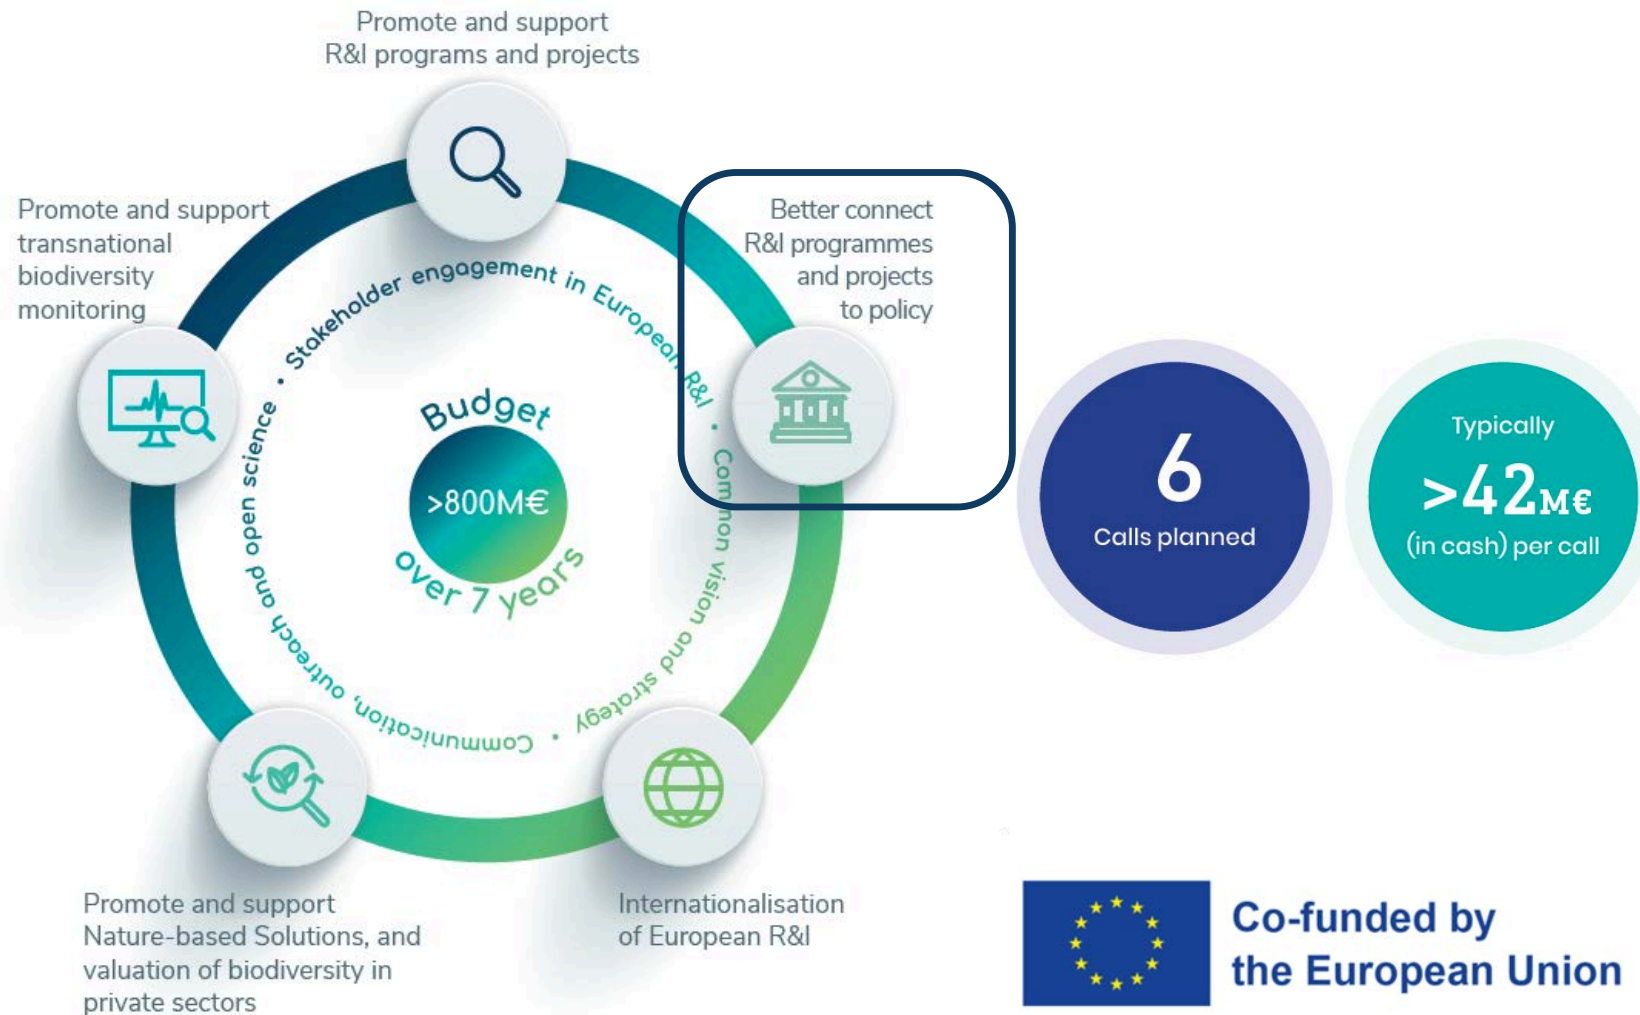 Promote and support
R&I programs and projects
Promote and support
transnational
biodiversity
monitoring
Better connect
R&I programmes
and projects
to policy
• Stakeholder engagement in European R&I • Common vision and strategy • Communication, outreach and open science
Budget
>800M€
over 7 years
6
Calls planned
Typically
>42M€
(in cash) per call
Promote and support
Nature-based Solutions, and
valuation of biodiversity in
private sectors
Internationalisation
of European R&I
Co-funded by
the European Union